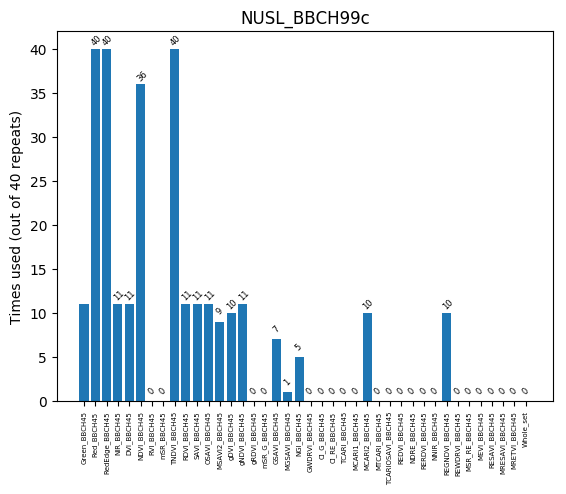 NUSL_BBCH99c
Times used (out of 40 repeats)
40
35
30
25
20
15
10
5
0
40
40
11
11
36
0
0
40
11
11
11
9
10
11
0
0
7
1
5
0
0
0
0
0
10
0
0
0
0
0
0
10
0
0
0
0
0
0
0
Green_BBCH45
Red_BBCH45
RedEdge_BBCH45
NIR_BBCH45
DVI_BBCH45
NDVI_BBCH45
RVI_BBCH45
mSR_BBCH45
TNDVI_BBCH45
RDVI_BBCH45
SAVI_BBCH45
OSAVI_BBCH45
MSAVI2_BBCH45
gDVI_BBCH45
gNDVI_BBCH45
gRDVI_BBCH45
mSR_G_BBCH45
GSAVI_BBCH45
MGSAVI_BBCH45
NGI_BBCH45
GWDRVI_BBCH45
CI_G_BBCH45
CI_RE_BBCH45
TCARI_BBCH45
MCARI1_BBCH45
MCARI2_BBCH45
MTCARI_BBCH45
TCARIOSAVI_BBCH45
REDVI_BBCH45
NDRE_BBCH45
RERDVI_BBCH45
NNIR_BBCH45
REGNDVI_BBCH45
REWDRVI_BBCH45
MSR_RE_BBCH45
MEVI_BBCH45
RESAVI_BBCH45
MRESAVI_BBCH45
MRETVI_BBCH45
Whole_set